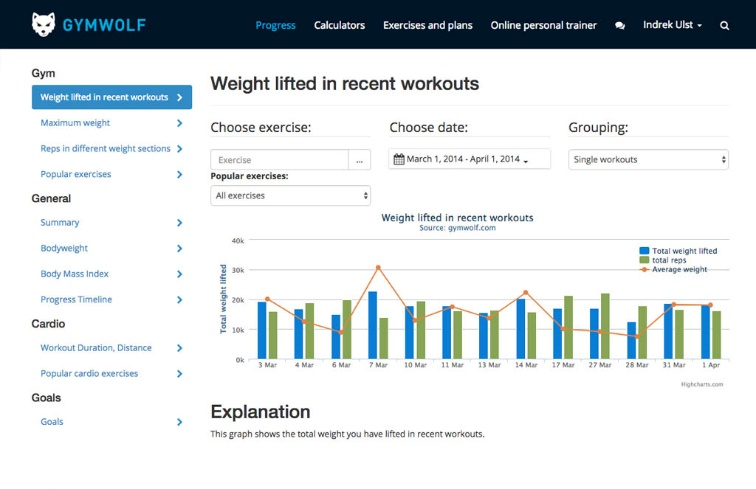 GYMWOLF
Progress
Calculators
Exercises and plans
Online personal trainer
Indrek Ulst
Gym
Weight lifted in recent workouts
Maximum weight
Reps in different weight sections
Popular exercises
General
Summary
Bodyweight
Body Mass Index
Progress Timeline
Cardio
Workout Duration, Distance
Popular cardio exercises
Goals
Goals
Weight lifted in recent workouts
Choose exercise:
Exercise
...
Popular exercises:
All exercises
Choose date:
March 1, 2014 - April 1, 2014
Grouping:
Single workouts
Weight lifted in recent workouts
Source: gymwolf.com
Total weight lifted
total reps
Average weight
Total weight lifted
40k
30k
20k
10k
0k
3 Mar
4 Mar
6 Mar
7 Mar
10 Mar
11 Mar
13 Mar
14 Mar
17 Mar
27 Mar
28 Mar
31 Mar
1 Apr
Highcharts.com
Explanation
This graph shows the total weight you have lifted in recent workouts.